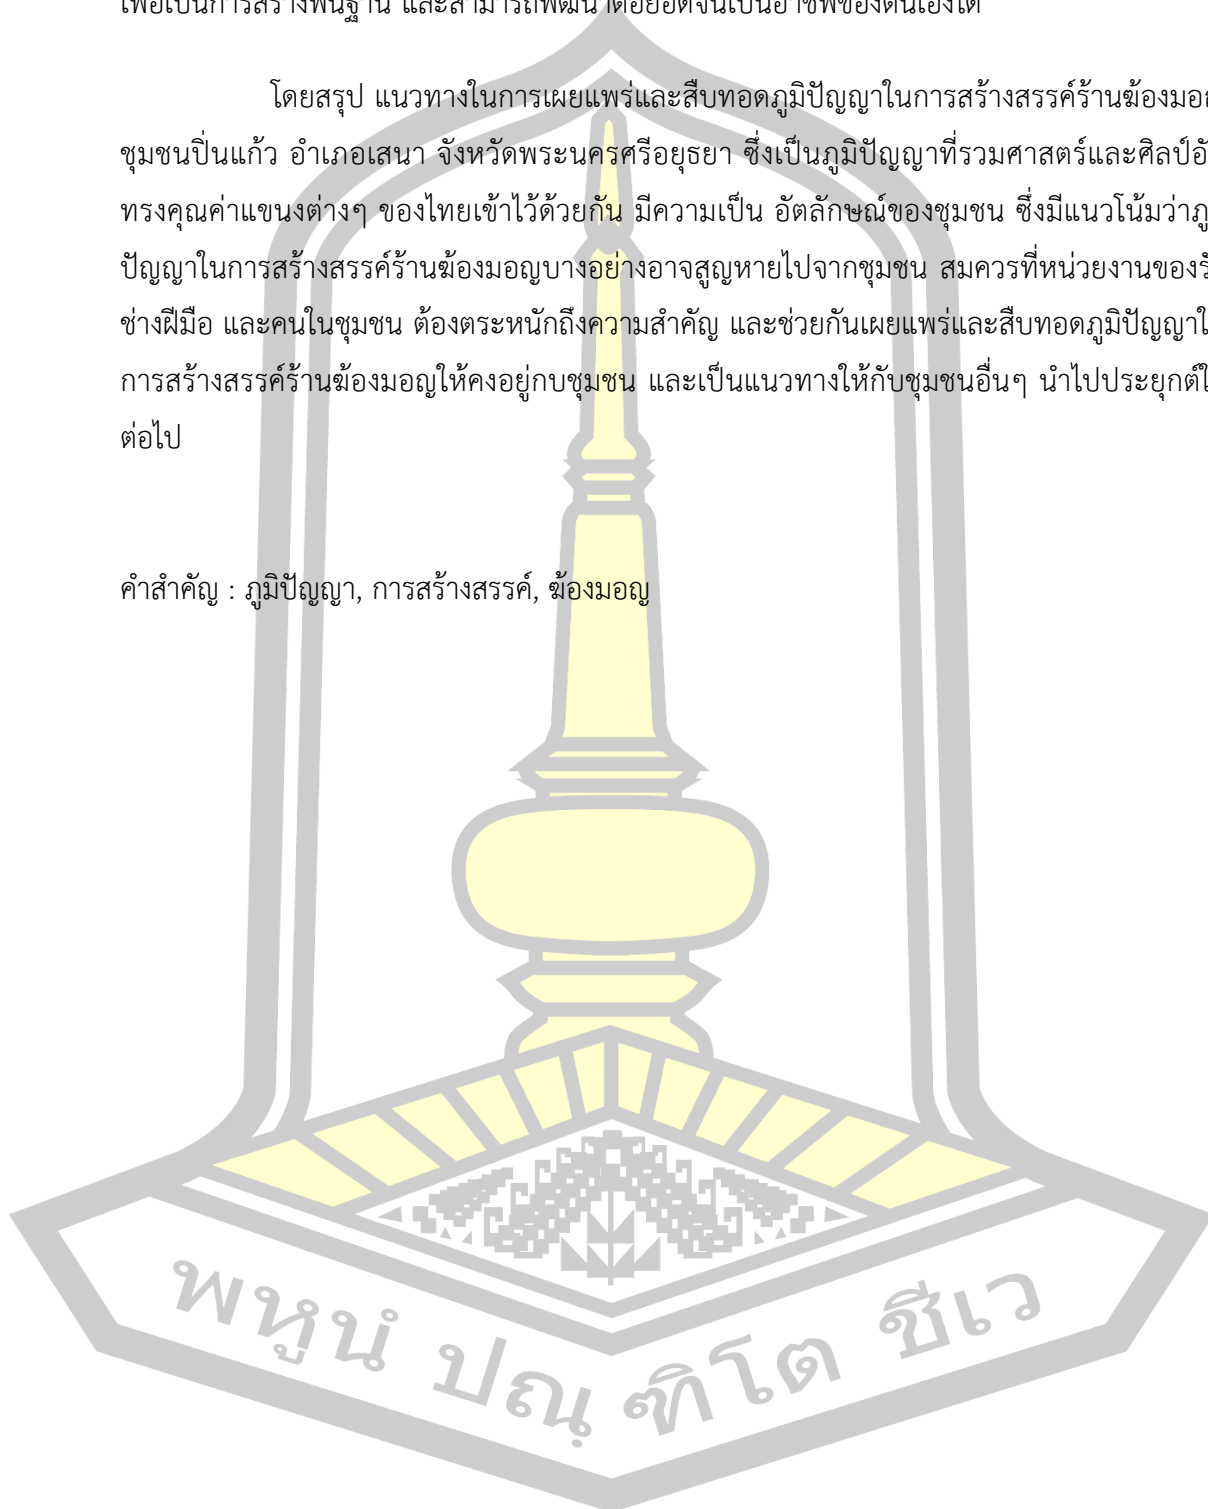 เพื่อเป็นการสร้างพื้นฐาน และสามารถพัฒนาต่อยอดจนเป็นอาชีพของตนเองได้
โดยสรุป แนวทางในการเผยแพร่และสืบทอดภูมิปัญญาในการสร้างสรรค์ร้านฆ้องมอญ
ชุมชนปิ่นแก้ว อำเภอเสนา จังหวัดพระนครศรีอยุธยา ซึ่งเป็นภูมิปัญญาที่รวมศาสตร์และศิลป์อั
ทรงคุณค่าแขนงต่างๆ ของไทยเข้าไว้ด้วยกัน มีความเป็น อัตลักษณ์ของชุมชน ซึ่งมีแนวโน้มว่าภู
ปัญญาในการสร้างสรรค์ร้านฆ้องมอญบางอย่างอาจสูญหายไปจากชุมชน สมควรที่หน่วยงานของรั
ช่างฝีมือ และคนในชุมชน ต้องตระหนักถึงความสำคัญ และช่วยกันเผยแพร่และสืบทอดภูมิปัญญาใ
การสร้างสรรค์ร้านฆ้องมอญให้คงอยู่กบชุมชน และเป็นแนวทางให้กับชุมชนอื่นๆ นำไปประยุกต์ใ
ต่อไป
คำสำคัญ : ภูมิปัญญา, การสร้างสรรค์, ฆ้องมอญ
พหูนํ ปณฺฑิโต ชีเว